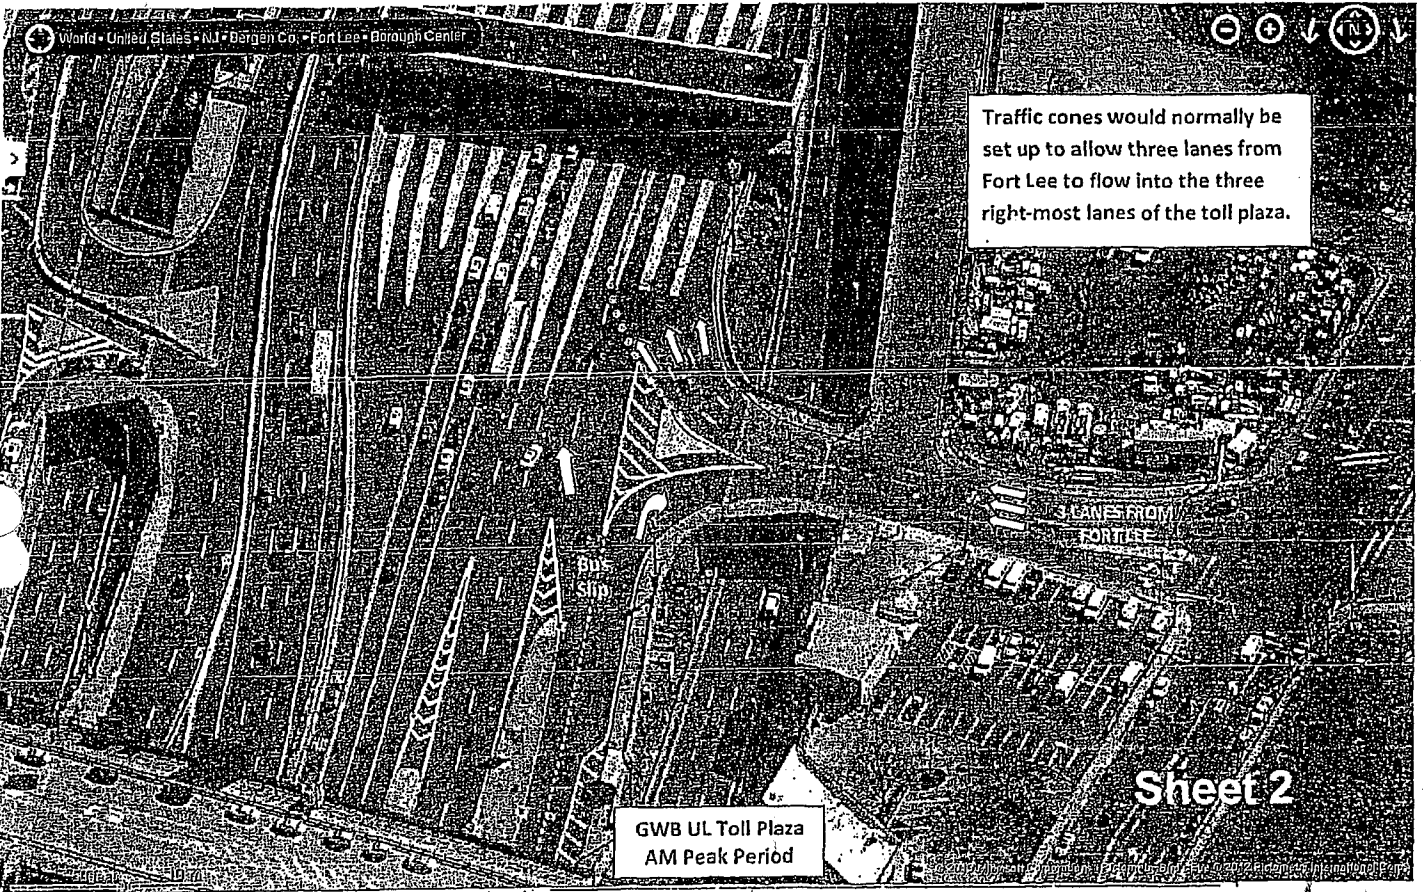 World • United States • NJ • Bergen Co. • Fort Lee • Borough Center
N
Traffic cones would normally be
set up to allow three lanes from
Fort Lee to flow into the three
right-most lanes of the toll plaza.
3 LANES FROM
FORT LEE
Bus
Slip
Sheet 2
GWB UL Toll Plaza
AM Peak Period